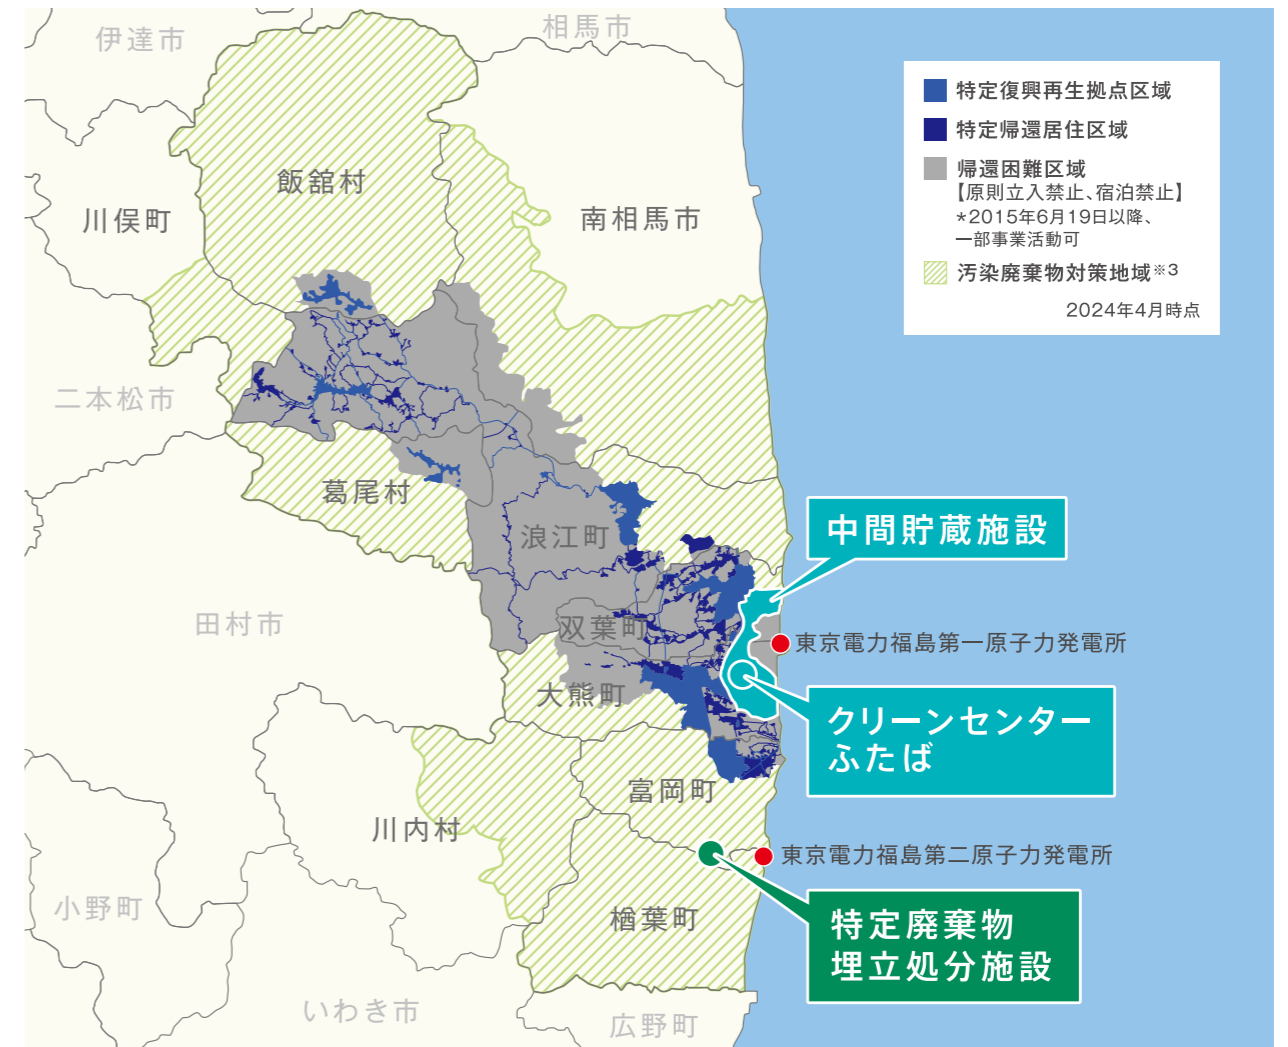 伊達市
相馬市
特定復興再生拠点区域
特定帰還居住区域
帰還困難区域
【原則立入禁止、宿泊禁止】
*2015年6月19日以降、
一部事業活動可
汚染廃棄物対策地域※3
2024年4月時点
飯舘村
川俣町
南相馬市
二本松市
葛尾村
浪江町
中間貯蔵施設
田村市
双葉町
東京電力福島第一原子力発電所
大熊町
クリーンセンター
ふたば
富岡町
川内村
東京電力福島第二原子力発電所
小野町
楢葉町
特定廃棄物
埋立処分施設
いわき市
広野町